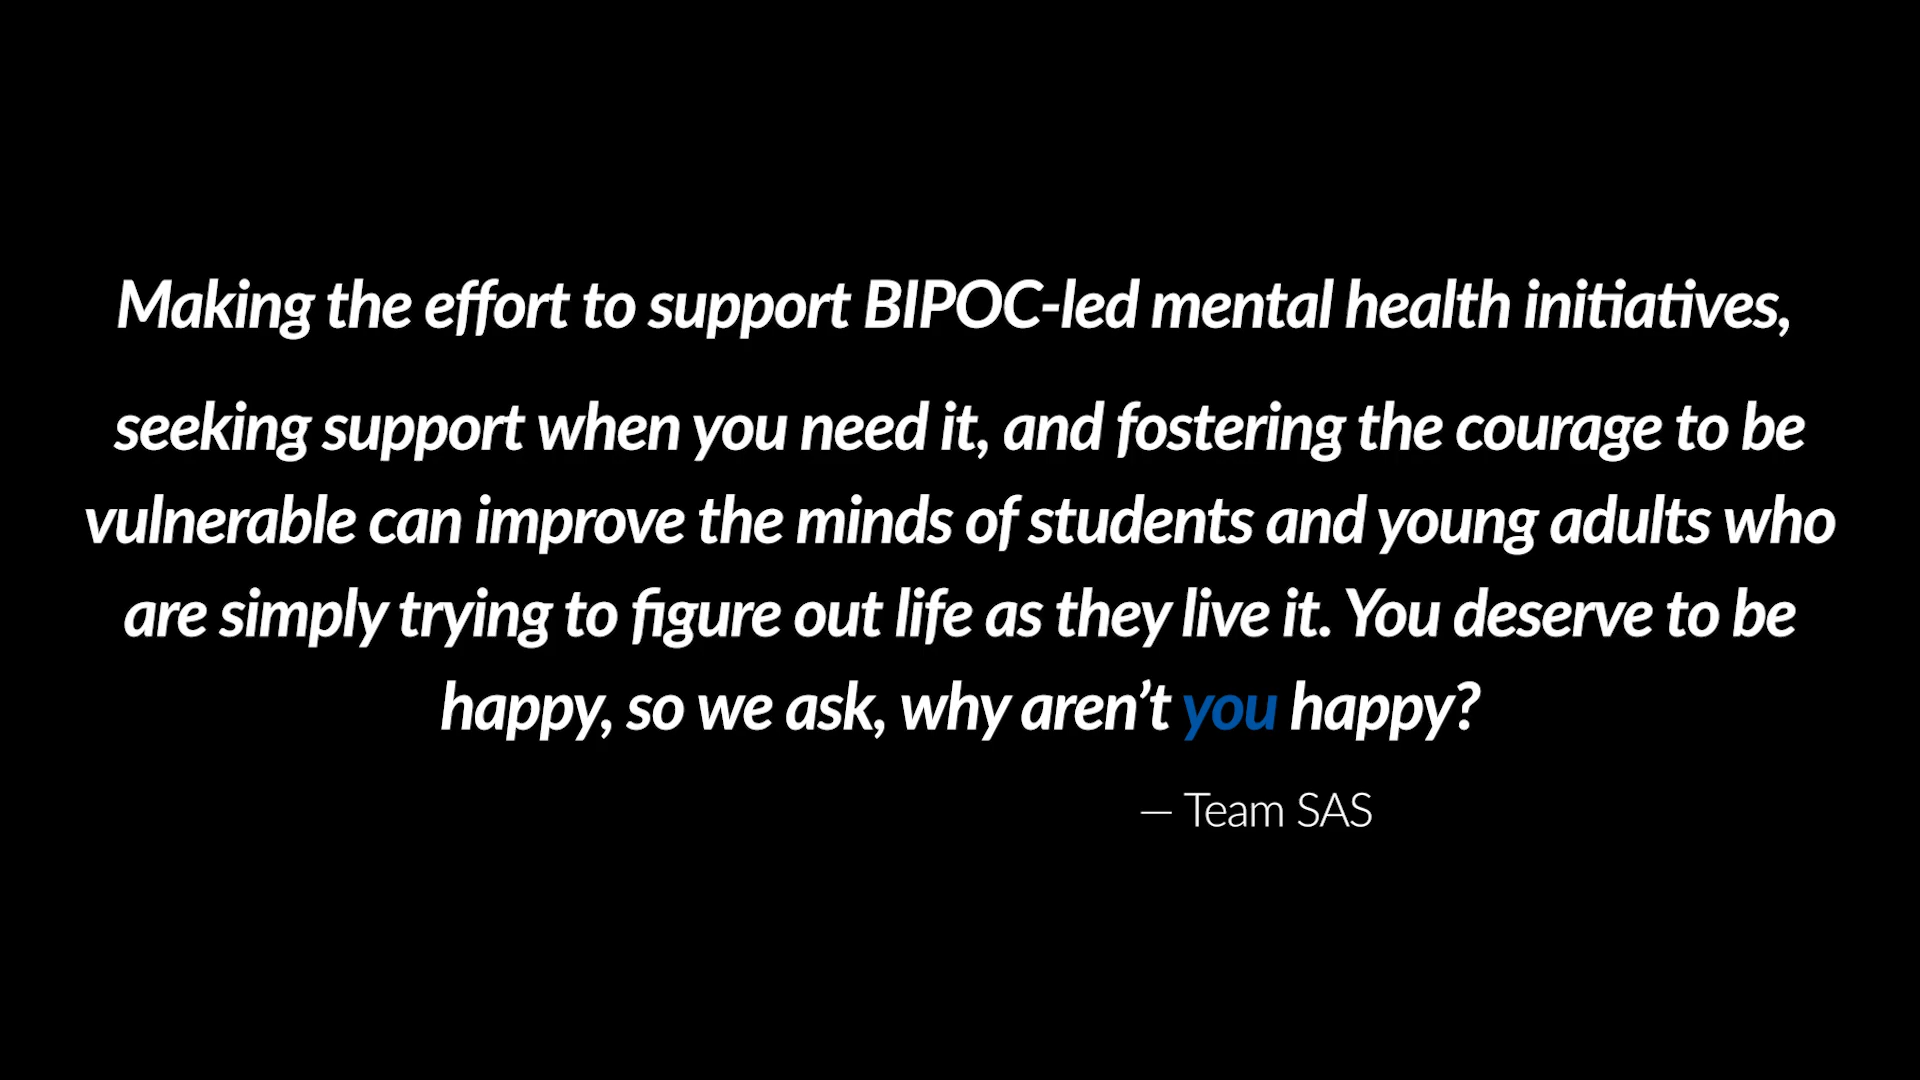 Making the effort to support BIPOC-led mental health initiatives,
seeking support when you need it, and fostering the courage to be
vulnerable can improve the minds of students and young adults who
are simply trying to figure out life as they live it. You deserve to be
happy, so we ask, why aren’t you happy?
— Team SAS